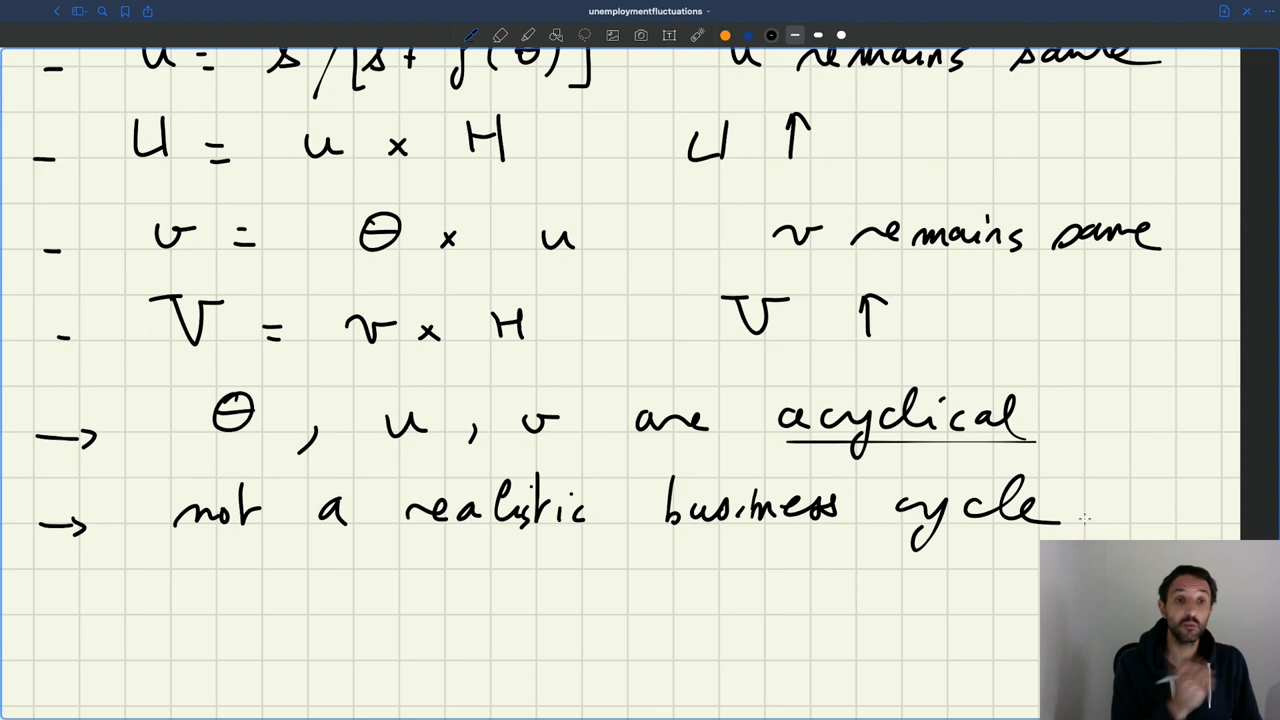 unemploymentfluctuations
- u = s/[s+f(θ)] u remains same
- U = u × H U ↑
- v = θ × u v remains same
- V = v × H V ↑
→ θ, u, v are acyclical
→ not a realistic business cycle